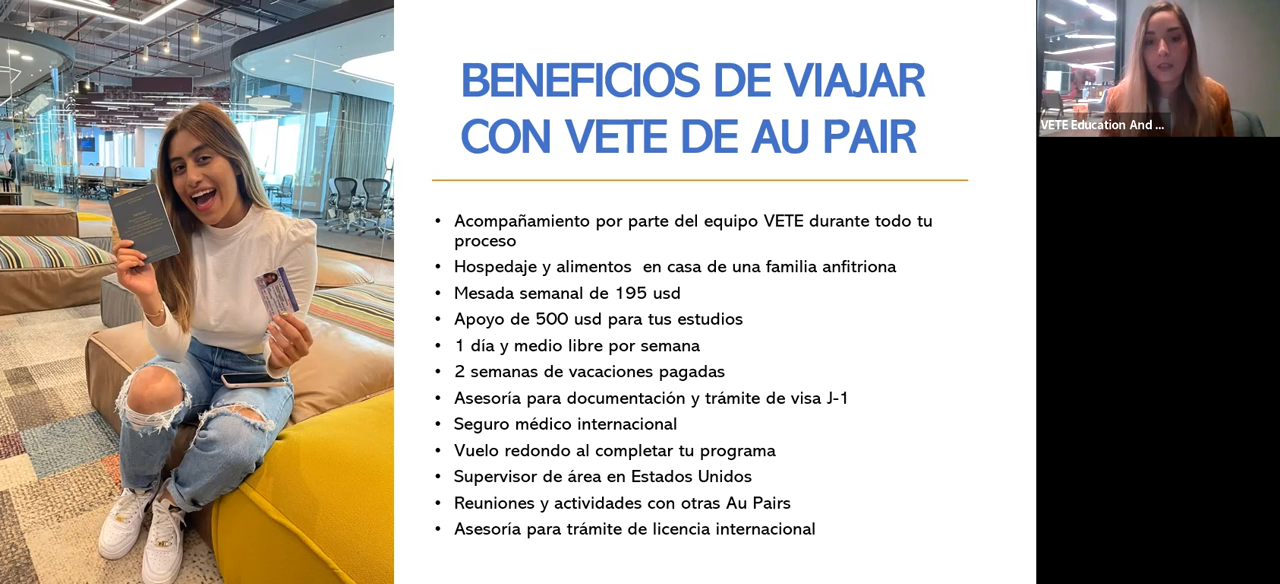 BENEFICIOS DE VIAJAR
CON VETE DE AU PAIR
• Acompañamiento por parte del equipo VETE durante todo tu
proceso
• Hospedaje y alimentos en casa de una familia anfitriona
• Mesada semanal de 195 usd
• Apoyo de 500 usd para tus estudios
• 1 día y medio libre por semana
• 2 semanas de vacaciones pagadas
• Asesoría para documentación y trámite de visa J-1
• Seguro médico internacional
• Vuelo redondo al completar tu programa
• Supervisor de área en Estados Unidos
• Reuniones y actividades con otras Au Pairs
• Asesoría para trámite de licencia internacional
VETE Education And ...